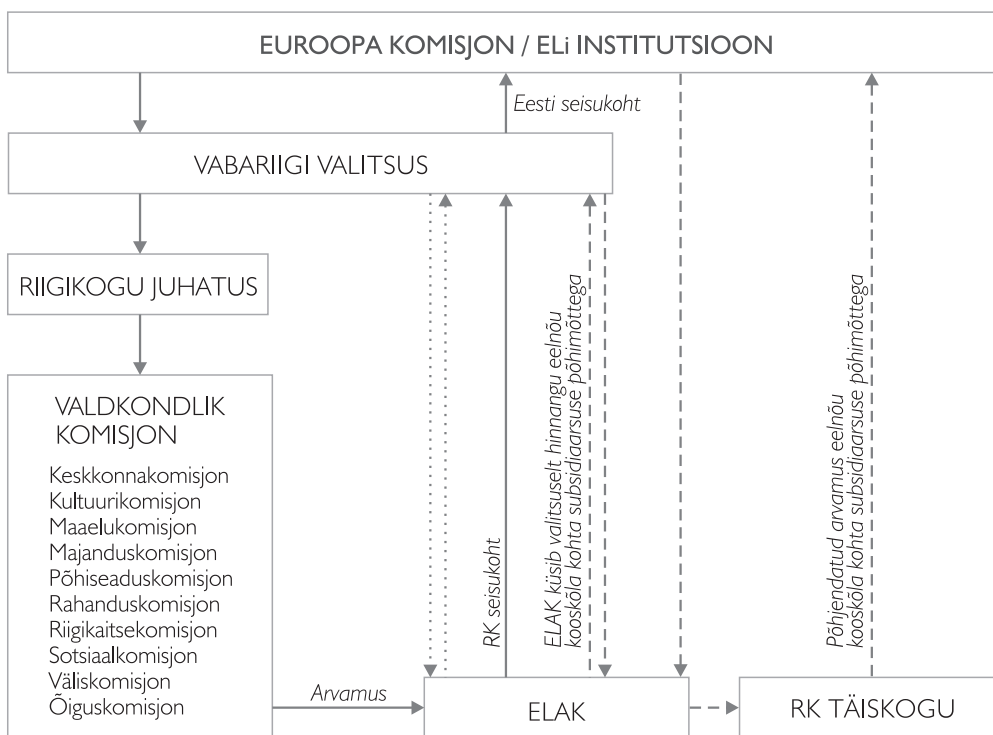 EUROOPA KOMISJON / ELi INSTITUTSIOON
Eesti seisukoht
VABARIIGI VALITSUS
RIIGIKOGU JUHATUS
VALDKONDLIK
KOMISJON
Keskkonnakomisjon
Kultuurikomisjon
Maaelukomisjon
Majanduskomisjon
Põhiseaduskomisjon
Rahanduskomisjon
Riigikaitsekomisjon
Sotsiaalkomisjon
Väliskomisjon
Õiguskomisjon
Arvamus
RK seisukoht
ELAK küsib valitsuselt hinnangu eelnõu
kooskõla kohta subsidiaarsuse põhimõttega
Põhjendatud arvamus eelnõu
kooskõla kohta subsidiaarsuse põhimõttega
ELAK
RK TÄISKOGU